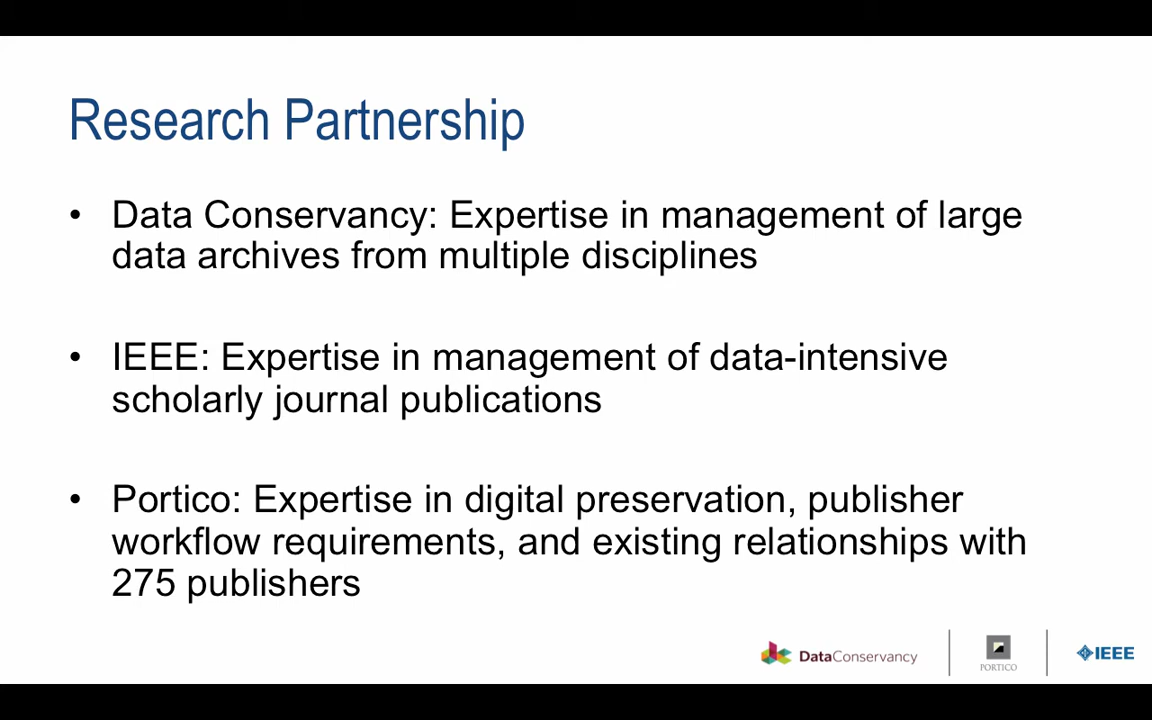 Research Partnership
• Data Conservancy: Expertise in management of large
data archives from multiple disciplines
• IEEE: Expertise in management of data-intensive
scholarly journal publications
• Portico: Expertise in digital preservation, publisher
workflow requirements, and existing relationships with
275 publishers
DataConservancy
PORTICO
IEEE